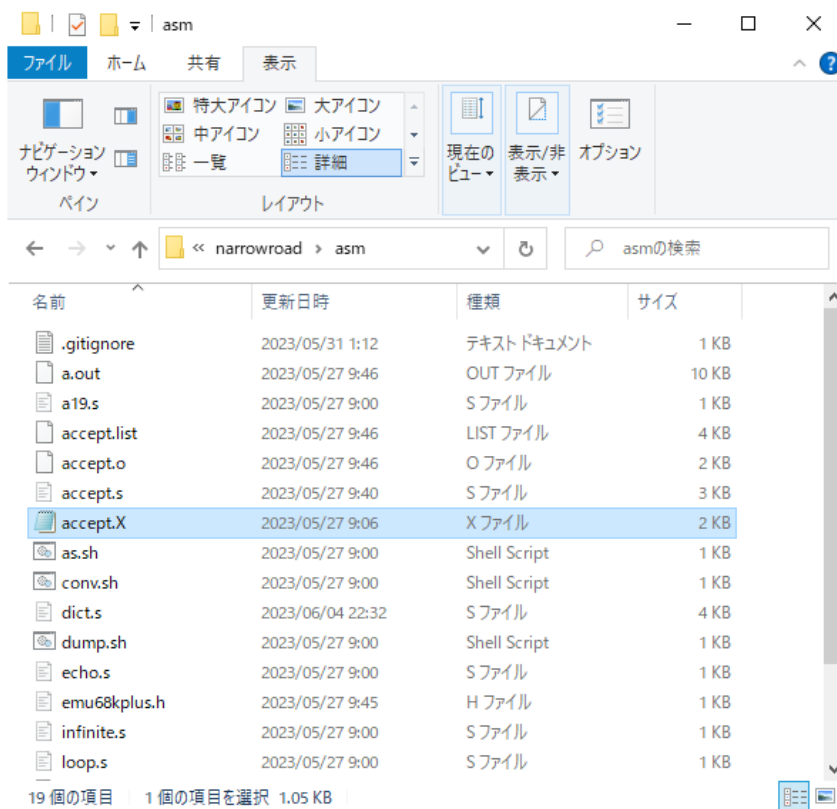 asm
ファイル ホーム 共有 表示
ナビゲーション
ウィンドウ
特大アイコン 大アイコン
中アイコン 小アイコン
一覧 詳細
現在の
ビュー
表示/非
表示
オプション
ペイン レイアウト
« narrowroad › asm asmの検索
名前 更新日時 種類 サイズ
.gitignore 2023/05/31 1:12 テキスト ドキュメント 1 KB
a.out 2023/05/27 9:46 OUT ファイル 10 KB
a19.s 2023/05/27 9:00 S ファイル 1 KB
accept.list 2023/05/27 9:46 LIST ファイル 4 KB
accept.o 2023/05/27 9:46 O ファイル 2 KB
accept.s 2023/05/27 9:40 S ファイル 3 KB
accept.X 2023/05/27 9:06 X ファイル 2 KB
as.sh 2023/05/27 9:00 Shell Script 1 KB
conv.sh 2023/05/27 9:00 Shell Script 1 KB
dict.s 2023/06/04 22:32 S ファイル 4 KB
dump.sh 2023/05/27 9:00 Shell Script 1 KB
echo.s 2023/05/27 9:00 S ファイル 1 KB
emu68kplus.h 2023/05/27 9:45 H ファイル 1 KB
infinite.s 2023/05/27 9:00 S ファイル 1 KB
loop.s 2023/05/27 9:00 S ファイル 1 KB
19 個の項目 1 個の項目を選択 1.05 KB